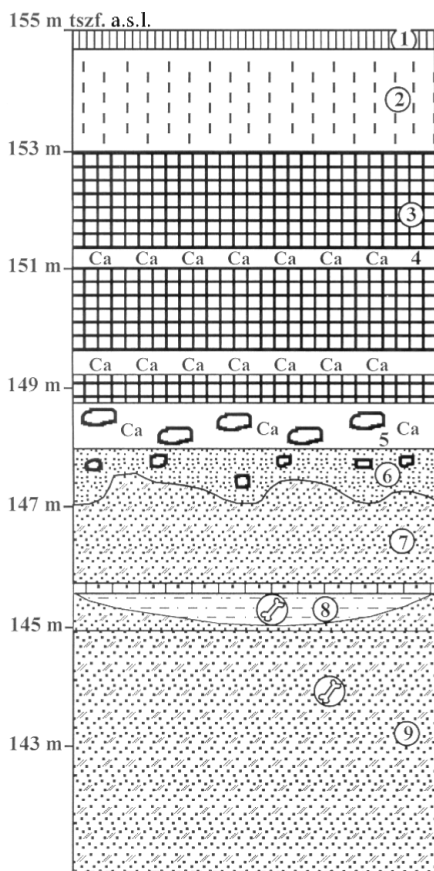 155 m tszf. a.s.l.
1
2
153 m
3
Ca Ca Ca Ca Ca Ca Ca 4
151 m
Ca Ca Ca Ca Ca Ca Ca
149 m
Ca Ca Ca
5
6
147 m
7
8
145 m
9
143 m